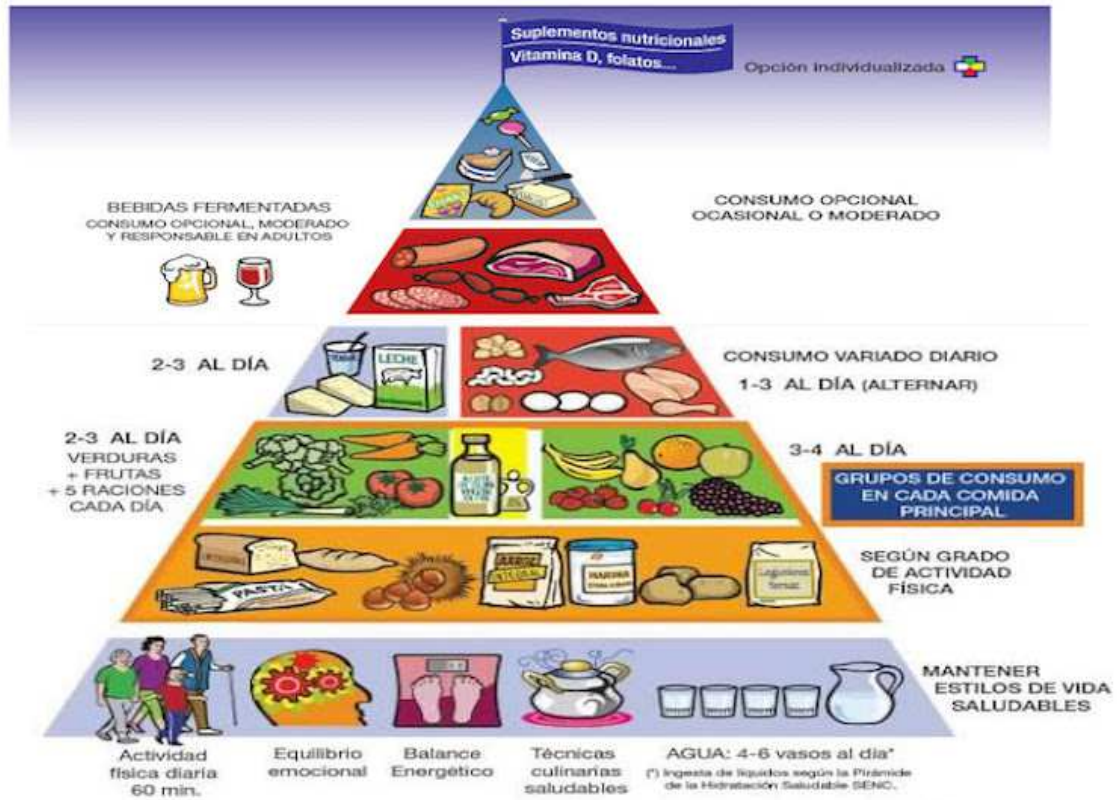 Suplementos nutricionales
Vitamina D, folatos...
Opción individualizada
BEBIDAS FERMENTADAS
CONSUMO OPCIONAL, MODERADO
Y RESPONSABLE EN ADULTOS
CONSUMO OPCIONAL
OCASIONAL O MODERADO
2-3 AL DÍA
LECHE
CONSUMO VARIADO DIARIO
1-3 AL DÍA (ALTERNAR)
2-3 AL DÍA
VERDURAS
+ FRUTAS
+ 5 RACIONES
CADA DÍA
3-4 AL DÍA
GRUPOS DE CONSUMO
EN CADA COMIDA
PRINCIPAL
INTEGRAL
PASTA
ARROZ
INTEGRAL
HARINA
SEGÚN GRADO
DE ACTIVIDAD
FÍSICA
MANTENER
ESTILOS DE VIDA
SALUDABLES
Actividad
física diaria
60 min.
Equilibrio
emocional
Balance
Energético
Técnicas
culinarias
saludables
AGUA: 4-6 vasos al día*
(*) Ingesta de líquidos según la Pirámide
de la Hidratación Saludable SENC.